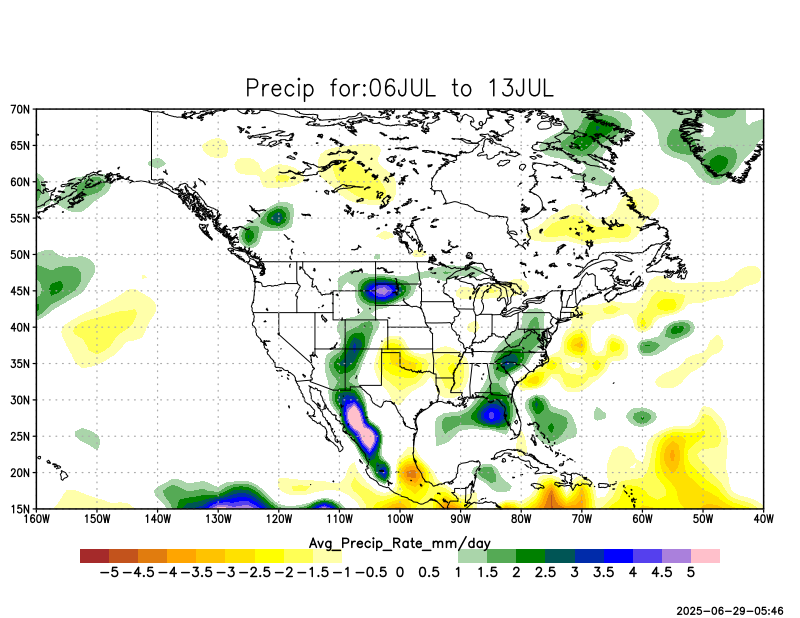 Precip for:06JUL to 13JUL
70N
65N
60N
55N
50N
45N
40N
35N
30N
25N
20N
15N
160W 150W 140W 130W 120W 110W 100W 90W 80W 70W 60W 50W 40W
Avg_Precip_Rate_mm/day
-5 -4.5 -4 -3.5 -3 -2.5 -2 -1.5 -1 -0.5 0 0.5 1 1.5 2 2.5 3 3.5 4 4.5 5
2025-06-29-05:46